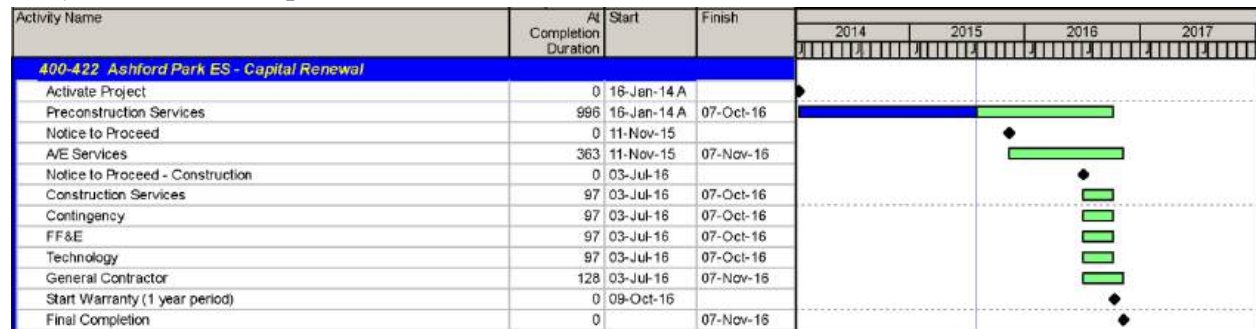 Activity Name At Completion Duration Start Finish
2014 2015 2016 2017
J J J J J J J
400-422 Ashford Park ES - Capital Renewal
Activate Project 0 16-Jan-14 A
Preconstruction Services 996 16-Jan-14 A 07-Oct-16
Notice to Proceed 0 11-Nov-15
A/E Services 363 11-Nov-15 07-Nov-16
Notice to Proceed - Construction 0 03-Jul-16
Construction Services 97 03-Jul-16 07-Oct-16
Contingency 97 03-Jul-16 07-Oct-16
FF&E 97 03-Jul-16 07-Oct-16
Technology 97 03-Jul-16 07-Oct-16
General Contractor 128 03-Jul-16 07-Nov-16
Start Warranty (1 year period) 0 09-Oct-16
Final Completion 0 07-Nov-16